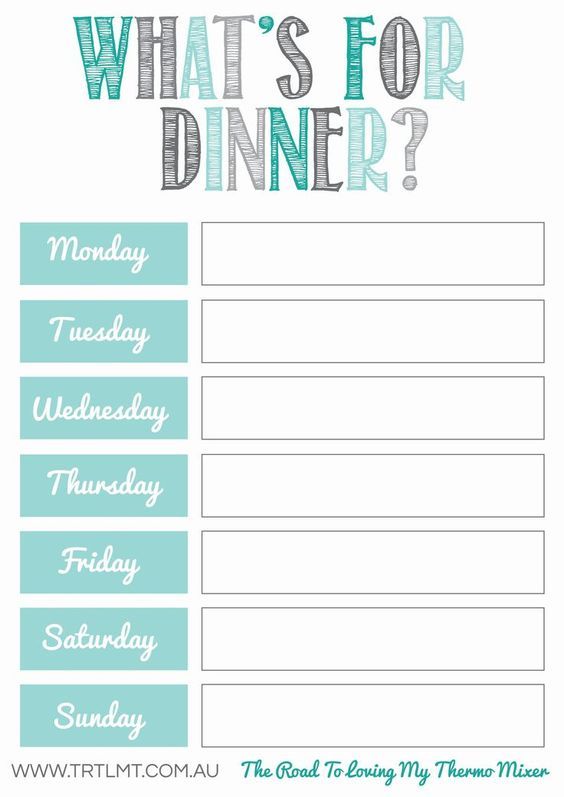 WHAT'S FOR
DINNER?
Monday
Tuesday
Wednesday
Thursday
Friday
Saturday
Sunday
WWW.TRTLMT.COM.AU
The Road To Loving My Thermo Mixer